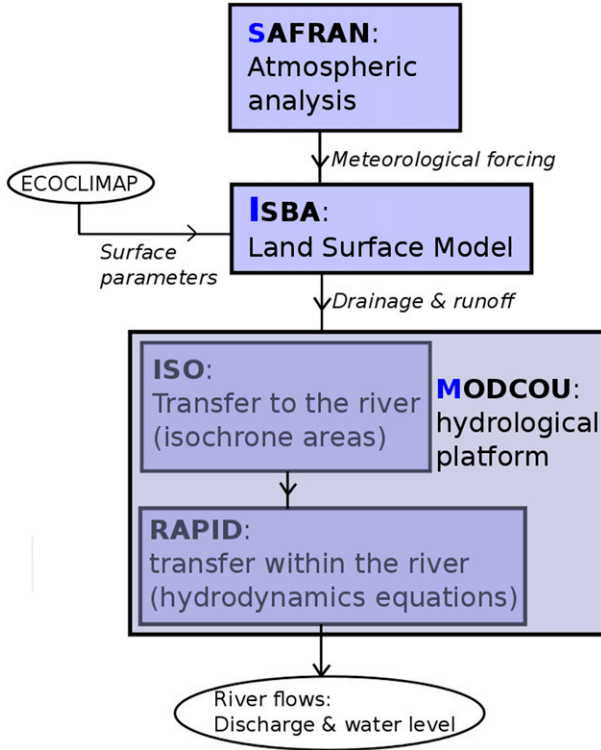 SAFRAN:
Atmospheric
analysis
Meteorological forcing
ECOCLIMAP
ISBA:
Land Surface Model
Surface
parameters
Drainage & runoff
ISO:
Transfer to the river
(isochrone areas)
MODCOU:
hydrological
platform
RAPID:
transfer within the river
(hydrodynamics equations)
River flows:
Discharge & water level